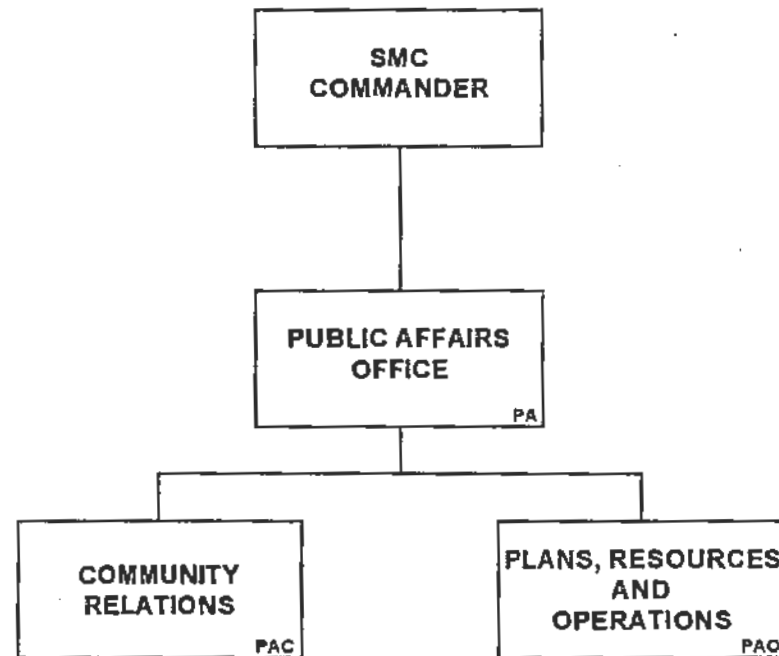 SMC
COMMANDER
PUBLIC AFFAIRS
OFFICE
PA
COMMUNITY
RELATIONS
PAC
PLANS, RESOURCES
AND
OPERATIONS
PAO